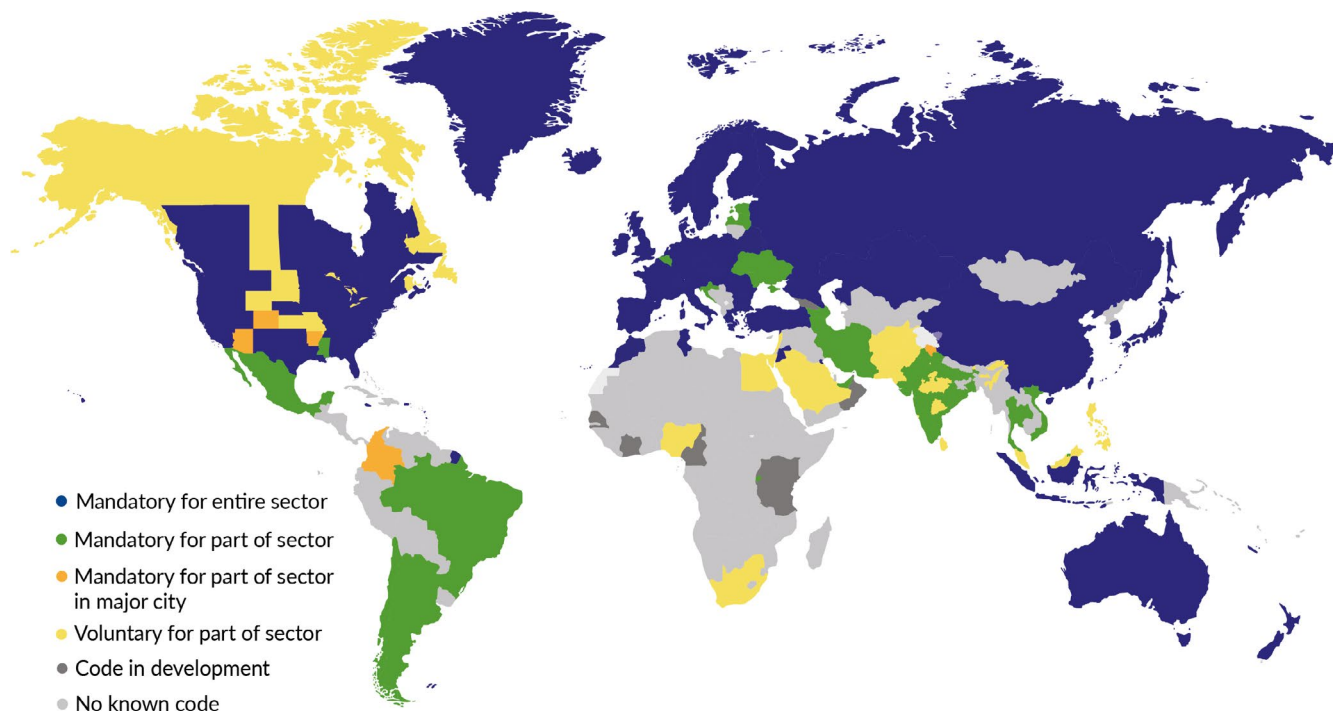 Mandatory for entire sector
Mandatory for part of sector
Mandatory for part of sector
in major city
Voluntary for part of sector
Code in development
No known code